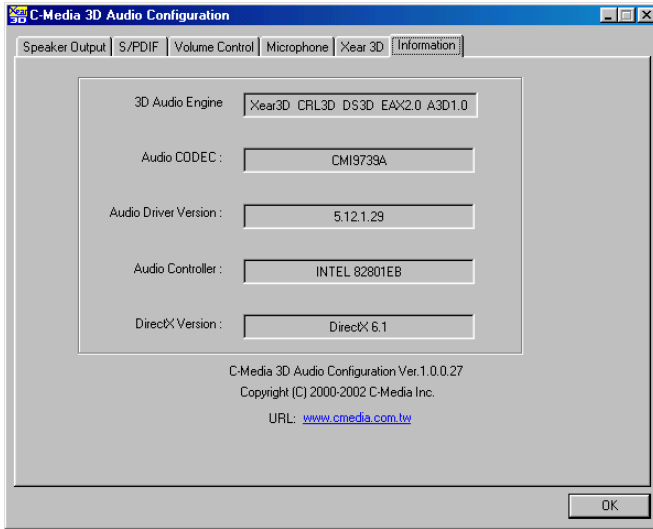 Xear 3D C-Media 3D Audio Configuration
Speaker Output S/PDIF Volume Control Microphone Xear 3D Information
3D Audio Engine Xear3D CRL3D DS3D EAX2.0 A3D1.0
Audio CODEC : CMI9739A
Audio Driver Version : 5.12.1.29
Audio Controller : INTEL 82801EB
DirectX Version : DirectX 6.1
C-Media 3D Audio Configuration Ver.1.0.0.27
Copyright (C) 2000-2002 C-Media Inc.
URL: www.cmedia.com.tw
OK